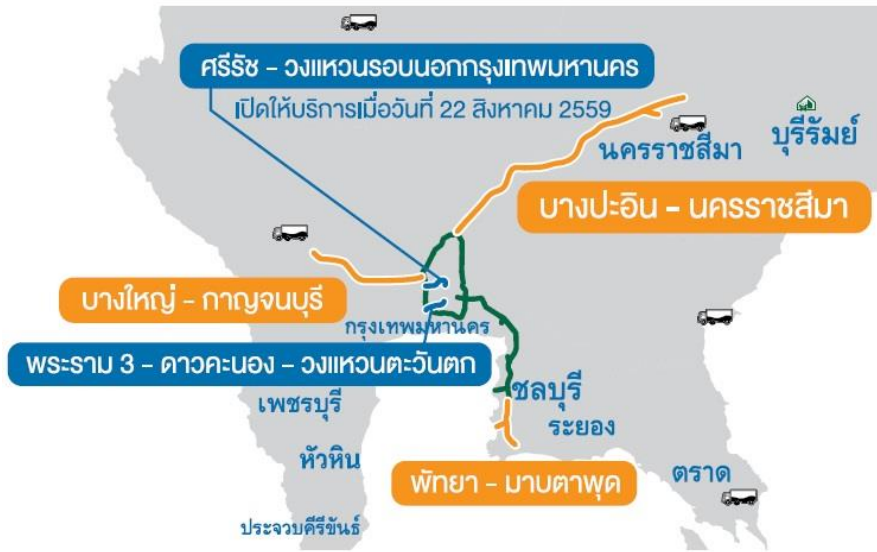 ศรีรัช - วงแหวนรอบนอกกรุงเทพมหานคร
เปิดให้บริการเมื่อวันที่ 22 สิงหาคม 2559
นครราชสีมา
บุรีรัมย์
บางปะอิน - นครราชสีมา
บางใหญ่ - กาญจนบุรี
กรุงเทพมหานคร
พระราม 3 - ดาวคะนอง - วงแหวนตะวันตก
เพชรบุรี
ชลบุรี
ระยอง
หัวหิน
พัทยา - มาบตาพุด
ตราด
ประจวบคีรีขันธ์